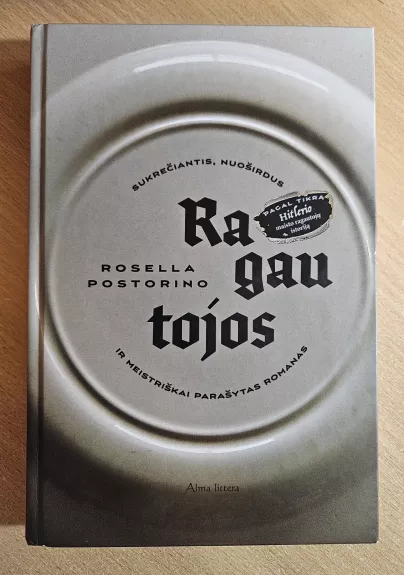 SUKREČIANTIS, NUOŠIRDUS
PAGAL TIKRĄ
Hitlerio
maisto ragautojų
istoriją
Ra
gau
tojos
ROSELLA
POSTORINO
IR MEISTRIŠKAI PARAŠYTAS ROMANAS
Alma littera